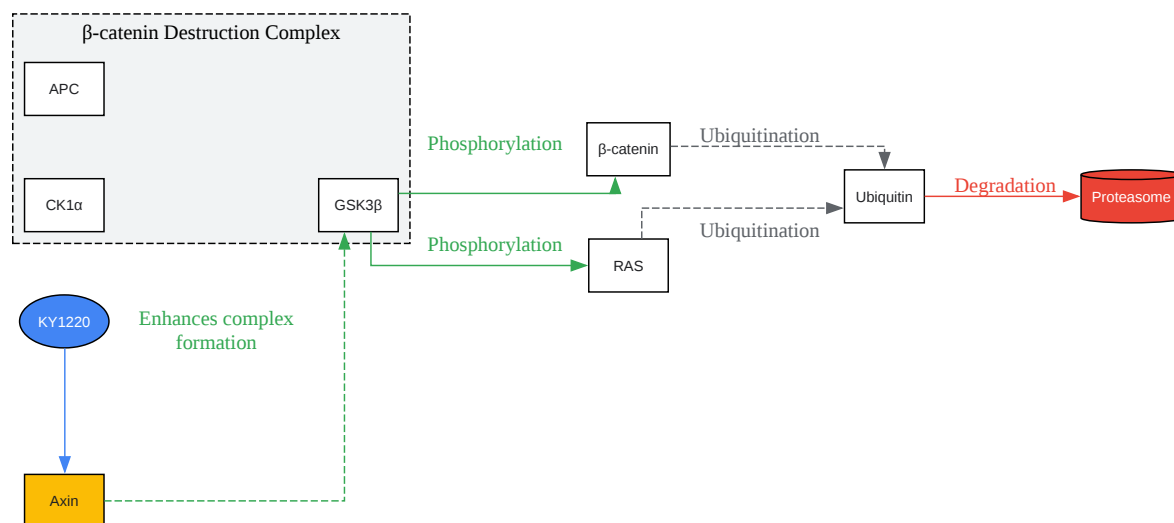 β-catenin Destruction Complex
APC
CK1α
GSK3β
Phosphorylation
Phosphorylation
β-catenin
RAS
Ubiquitination
Ubiquitination
Ubiquitin
Degradation
Proteasome
KY1220
Enhances complex
formation
Axin